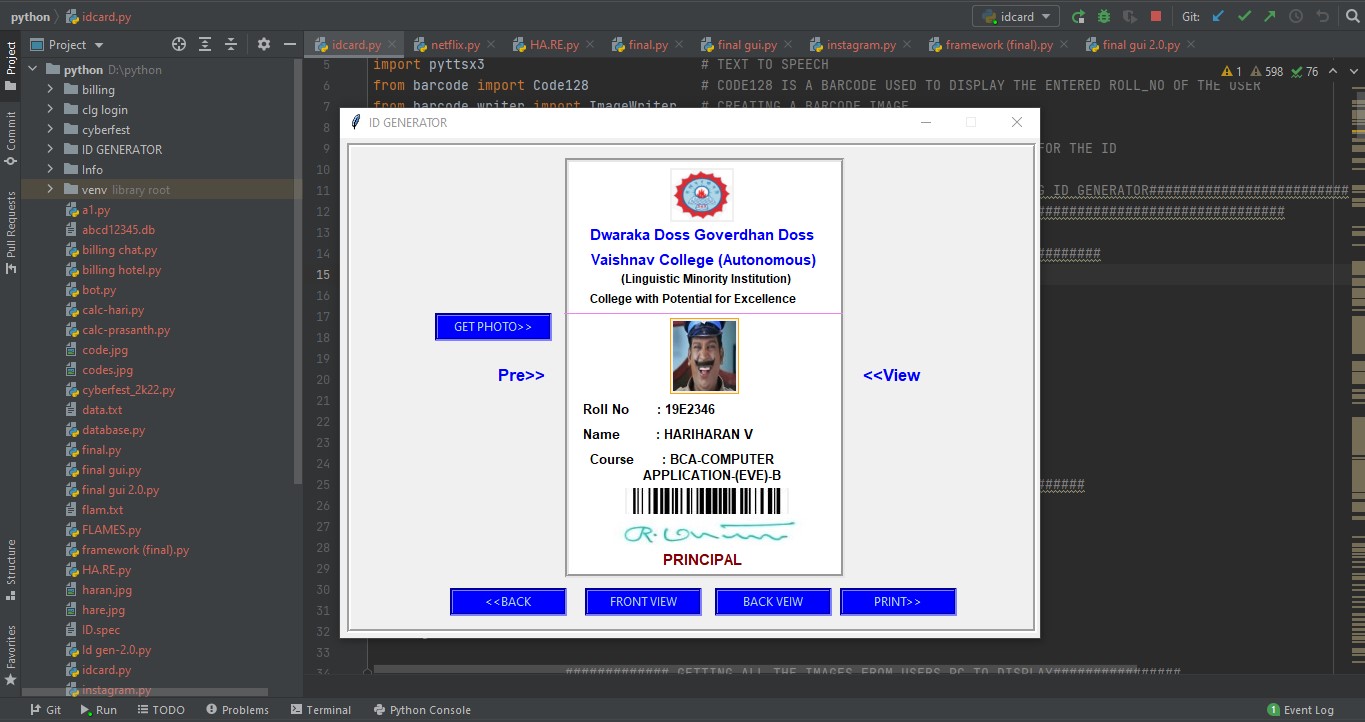 python
idcard.py
idcard
Git:
Project
idcard.py
netflix.py
HA.RE.py
final.py
final gui.py
instagram.py
framework (final).py
final gui 2.0.py
Project
Commit
Pull Requests
Structure
Favorites
python D:\python
billing
clg login
cyberfest
ID GENERATOR
Info
venv library root
a1.py
abcd12345.db
billing chat.py
billing hotel.py
bot.py
calc-hari.py
calc-prasanth.py
code.jpg
codes.jpg
cyberfest_2k22.py
data.txt
database.py
final.py
final gui.py
final gui 2.0.py
flam.txt
FLAMES.py
framework (final).py
HA.RE.py
haran.jpg
hare.jpg
ID.spec
Id gen-2.0.py
idcard.py
instagram.py
1 598 76
5 import pyttsx3 # TEXT TO SPEECH
6 from barcode import Code128 # CODE128 IS A BARCODE USED TO DISPLAY THE ENTERED ROLL_NO OF THE USER
7 from barcode.writer import ImageWriter # CREATING A BARCODE IMAGE
8
9 FOR THE ID
10
11 G ID GENERATOR#########################
12 ##############################
13
14 ########
15
16
17
18
19
20
21
22
23
24
25 ######
26
27
28
29
30
31
32
33
34 ############# GETTING ALL THE IMAGES FROM USERS PC TO DISPLAY################
ID GENERATOR
Dwaraka Doss Goverdhan Doss
Vaishnav College (Autonomous)
(Linguistic Minority Institution)
College with Potential for Excellence
GET PHOTO>>
Pre>>
<<View
Roll No : 19E2346
Name : HARIHARAN V
Course : BCA-COMPUTER
APPLICATION-(EVE)-B
PRINCIPAL
<<BACK
FRONT VIEW
BACK VEIW
PRINT>>
Git
Run
TODO
Problems
Terminal
Python Console
1 Event Log